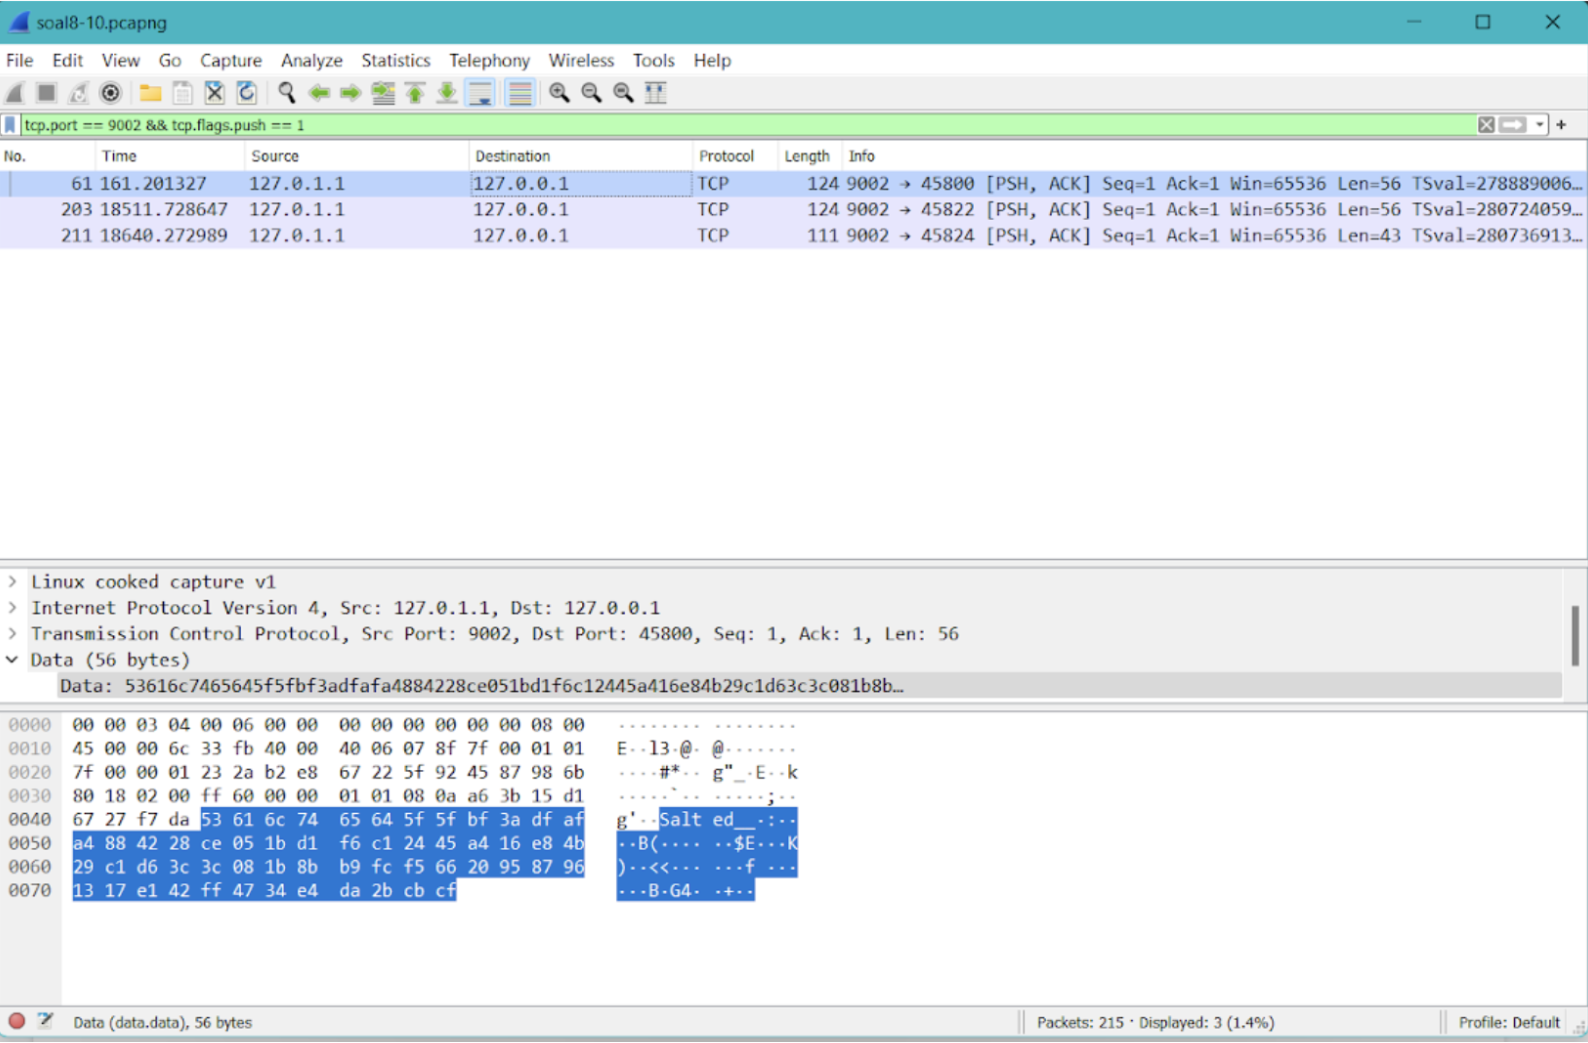 soal8-10.pcapng
File Edit View Go Capture Analyze Statistics Telephony Wireless Tools Help
tcp.port == 9002 && tcp.flags.push == 1
No. Time Source Destination Protocol Length Info
61 161.201327 127.0.1.1 127.0.0.1 TCP 124 9002 → 45800 [PSH, ACK] Seq=1 Ack=1 Win=65536 Len=56 TSval=278889006…
203 18511.728647 127.0.1.1 127.0.0.1 TCP 124 9002 → 45822 [PSH, ACK] Seq=1 Ack=1 Win=65536 Len=56 TSval=280724059…
211 18640.272989 127.0.1.1 127.0.0.1 TCP 111 9002 → 45824 [PSH, ACK] Seq=1 Ack=1 Win=65536 Len=43 TSval=280736913…
> Linux cooked capture v1
> Internet Protocol Version 4, Src: 127.0.1.1, Dst: 127.0.0.1
> Transmission Control Protocol, Src Port: 9002, Dst Port: 45800, Seq: 1, Ack: 1, Len: 56
Data (56 bytes)
Data: 53616c7465645f5fbf3adfafa4884228ce051bd1f6c12445a416e84b29c1d63c3c081b8b…
0000 00 00 03 04 00 06 00 00 00 00 00 00 00 00 08 00 ········ ········
0010 45 00 00 6c 33 fb 40 00 40 06 07 8f 7f 00 01 01 E··l3·@· @·······
0020 7f 00 00 01 23 2a b2 e8 67 22 5f 92 45 87 98 6b ····#*·· g"_·E··k
0030 80 18 02 00 ff 60 00 00 01 01 08 0a a6 3b 15 d1 ·····`·· ·····;··
0040 67 27 f7 da 53 61 6c 74 65 64 5f 5f bf 3a df af g'··Salt ed__·:··
0050 a4 88 42 28 ce 05 1b d1 f6 c1 24 45 a4 16 e8 4b ··B(···· ··$E···K
0060 29 c1 d6 3c 3c 08 1b 8b b9 fc f5 66 20 95 87 96 )··<<··· ···f ···
0070 13 17 e1 42 ff 47 34 e4 da 2b cb cf ···B·G4· ·+··
Data (data.data), 56 bytes
Packets: 215 · Displayed: 3 (1.4%)
Profile: Default